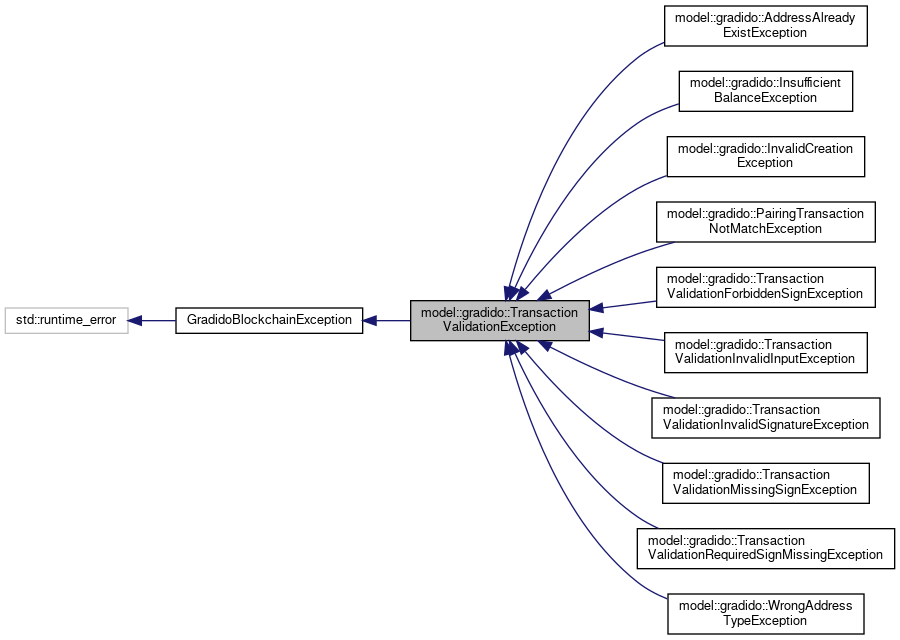 model::gradido::AddressAlready
ExistException
model::gradido::Insufficient
BalanceException
model::gradido::InvalidCreation
Exception
model::gradido::PairingTransaction
NotMatchException
model::gradido::Transaction
ValidationForbiddenSignException
std::runtime_error
GradidoBlockchainException
model::gradido::Transaction
ValidationException
model::gradido::Transaction
ValidationInvalidInputException
model::gradido::Transaction
ValidationInvalidSignatureException
model::gradido::Transaction
ValidationMissingSignException
model::gradido::Transaction
ValidationRequiredSignMissingException
model::gradido::WrongAddress
TypeException